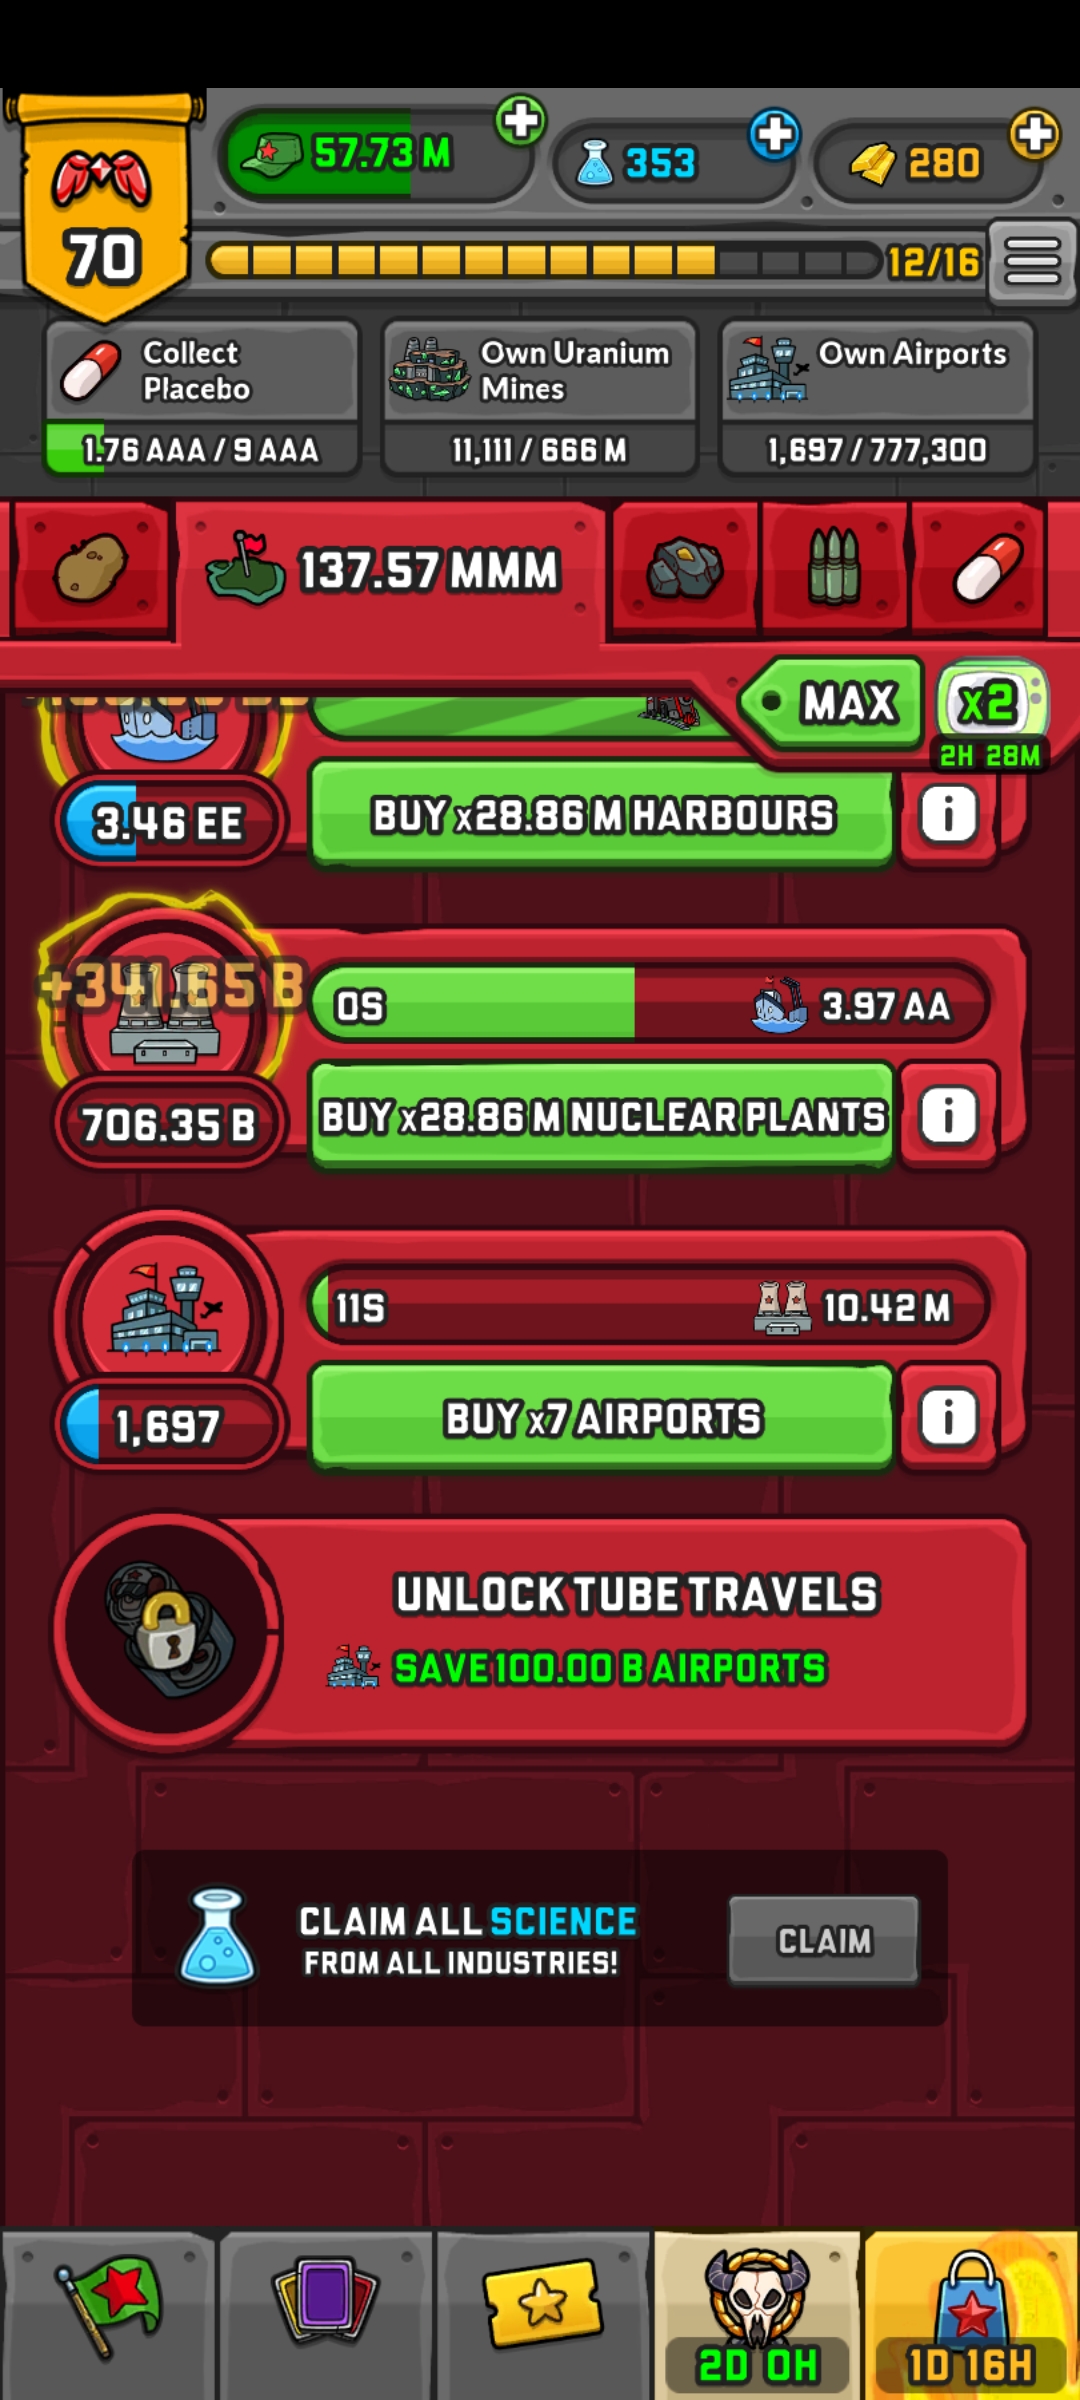 57.73 M
353
280
70
12/16
Collect
Placebo
1.76 AAA / 9 AAA
Own Uranium
Mines
11,111 / 666 M
Own Airports
1,697 / 777,300
137.57 MMM
MAX
x2
2H 28M
3.46 EE
BUY x28.86 M HARBOURS
i
+341.65 B
0S
3.97 AA
706.35 B
BUY x28.86 M NUCLEAR PLANTS
i
11S
10.42 M
1,697
BUY x7 AIRPORTS
i
UNLOCK TUBE TRAVELS
SAVE 100.00 B AIRPORTS
CLAIM ALL SCIENCE
FROM ALL INDUSTRIES!
CLAIM
2D 0H
1D 16H